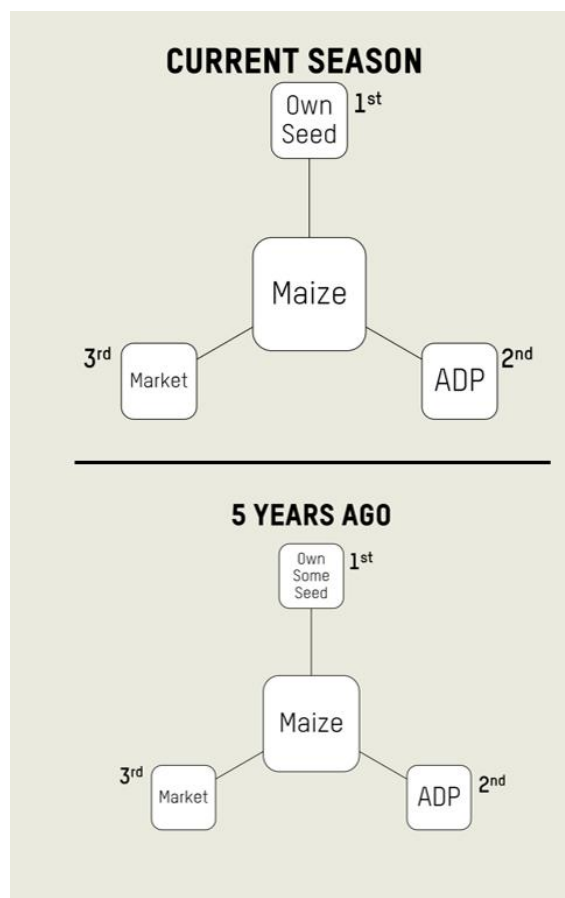 CURRENT SEASON
Own
Seed
1st
Maize
3rd
Market
ADP
2nd
5 YEARS AGO
Own
Some
Seed
1st
Maize
3rd
Market
ADP
2nd